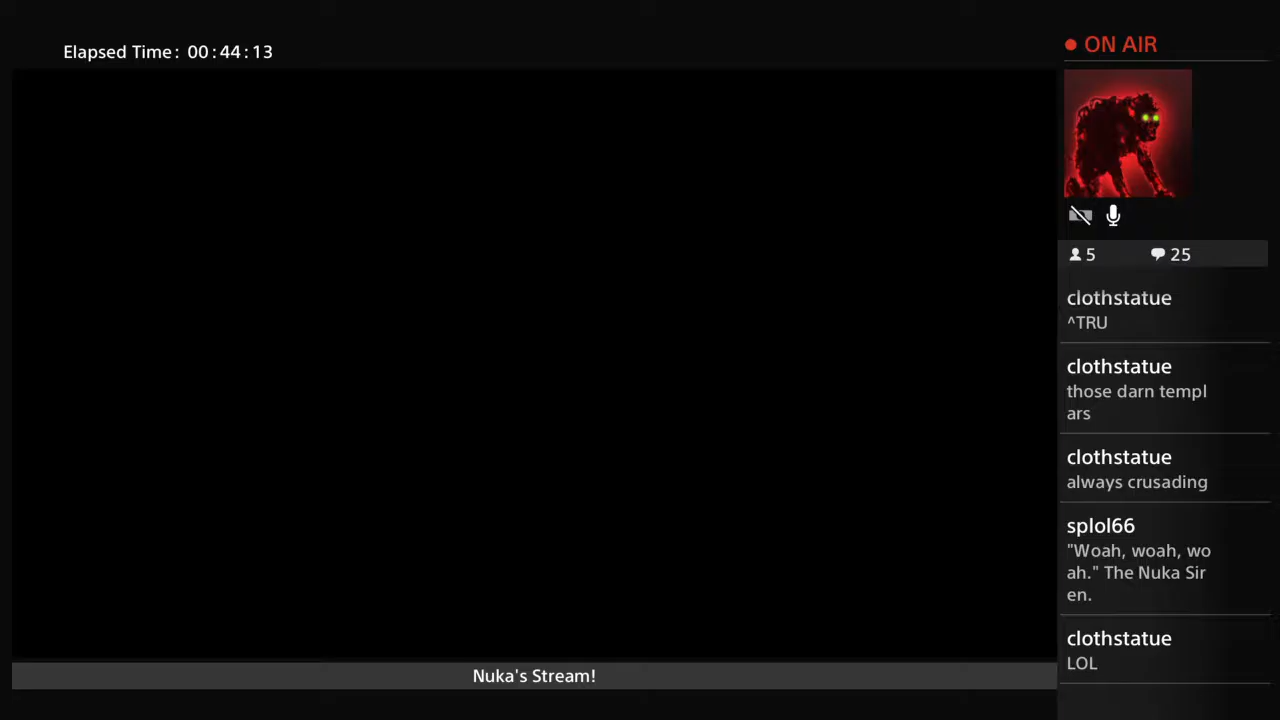 Elapsed Time: 00:44:13
ON AIR
5 25
clothstatue
^TRU
clothstatue
those darn templ
ars
clothstatue
always crusading
splol66
"Woah, woah, wo
ah." The Nuka Sir
en.
clothstatue
LOL
Nuka's Stream!